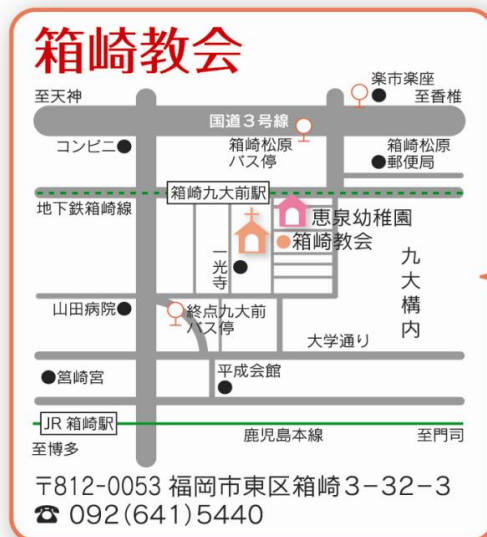 箱崎教会
楽市楽座
至天神
至香椎
国道3号線
コンビニ
箱崎松原
バス停
箱崎松原
郵便局
箱崎九大前駅
地下鉄箱崎線
恵泉幼稚園
箱崎教会
一光寺
九大構内
山田病院
終点九大前
バス停
大学通り
筥崎宮
平成会館
JR 箱崎駅
鹿児島本線
至博多
至門司
〒812-0053 福岡市東区箱崎3-32-3
☎ 092(641)5440